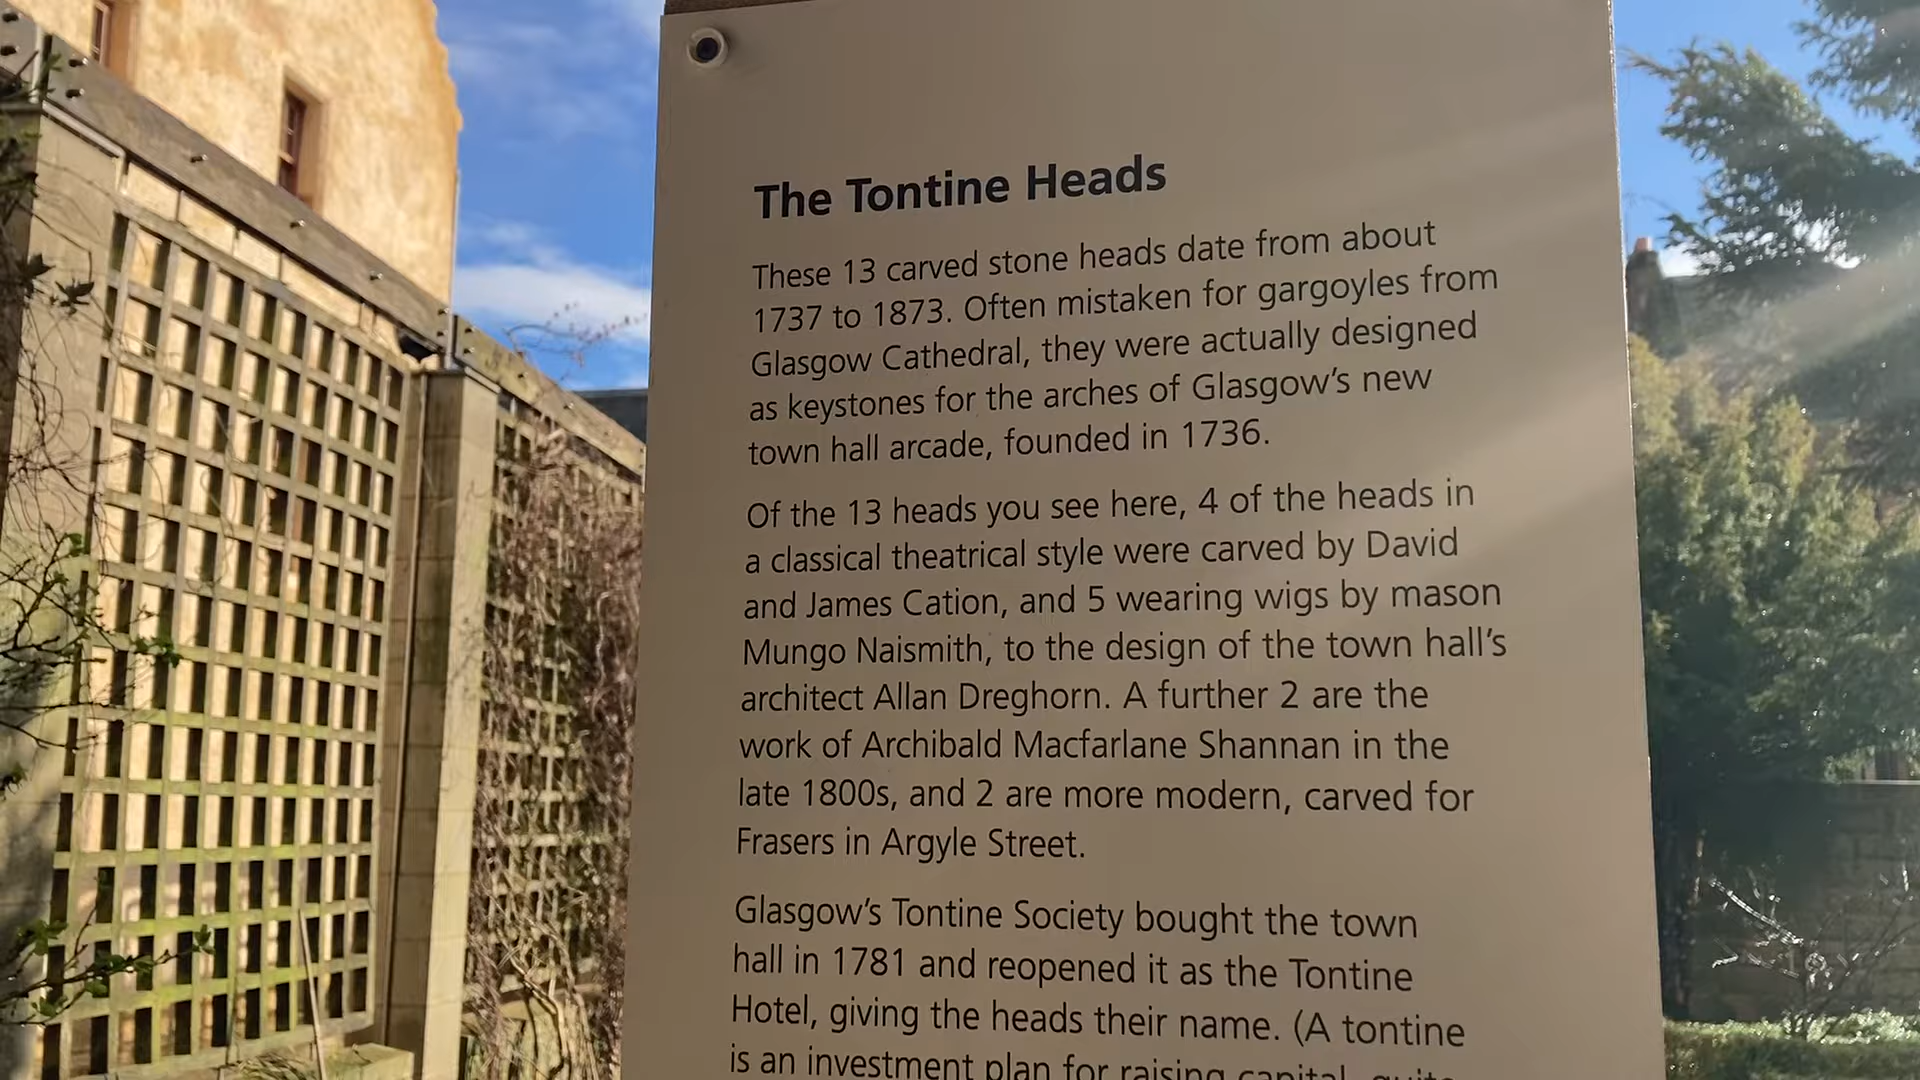 The Tontine Heads
These 13 carved stone heads date from about
1737 to 1873. Often mistaken for gargoyles from
Glasgow Cathedral, they were actually designed
as keystones for the arches of Glasgow's new
town hall arcade, founded in 1736.
Of the 13 heads you see here, 4 of the heads in
a classical theatrical style were carved by David
and James Cation, and 5 wearing wigs by mason
Mungo Naismith, to the design of the town hall's
architect Allan Dreghorn. A further 2 are the
work of Archibald Macfarlane Shannan in the
late 1800s, and 2 are more modern, carved for
Frasers in Argyle Street.
Glasgow's Tontine Society bought the town
hall in 1781 and reopened it as the Tontine
Hotel, giving the heads their name. (A tontine
is an investment plan for raising capital, quite